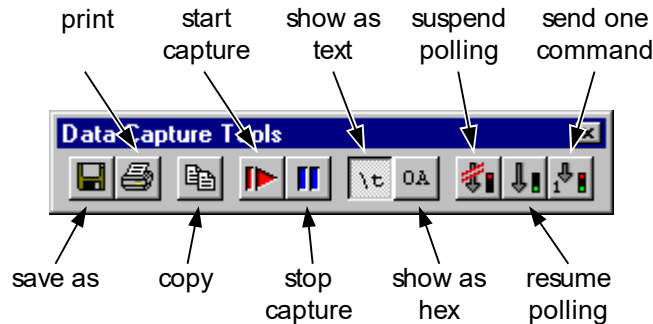 print
start
capture
show as
text
suspend
polling
send one
command
Data Capture Tools
\t
0A
1
save as
copy
stop
capture
show as
hex
resume
polling